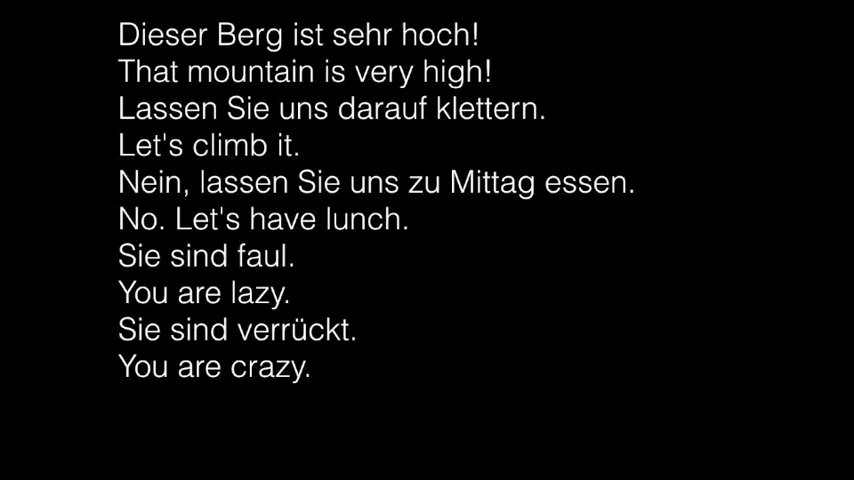 Dieser Berg ist sehr hoch!
That mountain is very high!
Lassen Sie uns darauf klettern.
Let's climb it.
Nein, lassen Sie uns zu Mittag essen.
No. Let's have lunch.
Sie sind faul.
You are lazy.
Sie sind verrückt.
You are crazy.